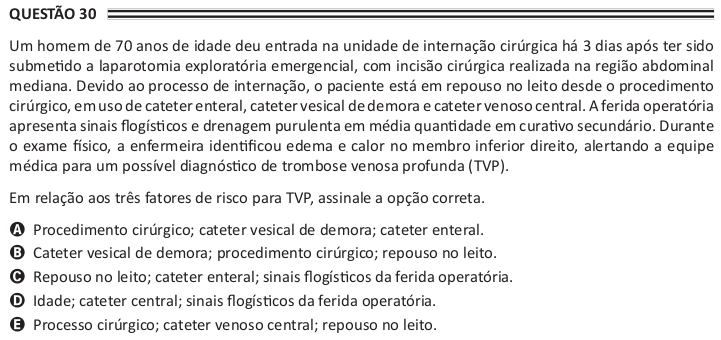 QUESTÃO 30
Um homem de 70 anos de idade deu entrada na unidade de internação cirúrgica há 3 dias após ter sido
submetido a laparotomia exploratória emergencial, com incisão cirúrgica realizada na região abdominal
mediana. Devido ao processo de internação, o paciente está em repouso no leito desde o procedimento
cirúrgico, em uso de cateter enteral, cateter vesical de demora e cateter venoso central. A ferida operatória
apresenta sinais flogísticos e drenagem purulenta em média quantidade em curativo secundário. Durante
o exame físico, a enfermeira identificou edema e calor no membro inferior direito, alertando a equipe
médica para um possível diagnóstico de trombose venosa profunda (TVP).
Em relação aos três fatores de risco para TVP, assinale a opção correta.
A Procedimento cirúrgico; cateter vesical de demora; cateter enteral.
B Cateter vesical de demora; procedimento cirúrgico; repouso no leito.
C Repouso no leito; cateter enteral; sinais flogísticos da ferida operatória.
D Idade; cateter central; sinais flogísticos da ferida operatória.
E Processo cirúrgico; cateter venoso central; repouso no leito.